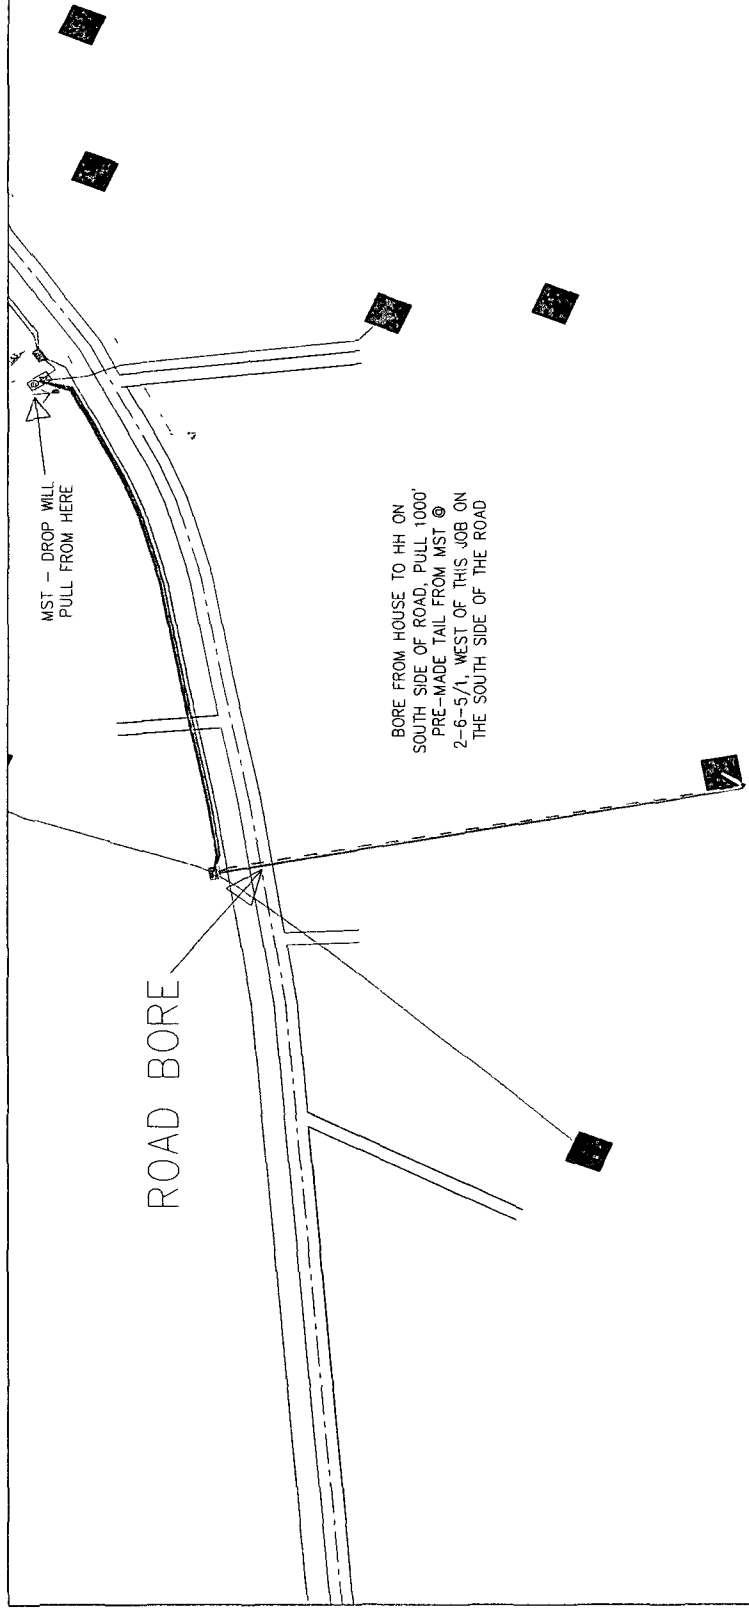 MST - DROP WILL
PULL FROM HERE
ROAD BORE
BORE FROM HOUSE TO HH ON
SOUTH SIDE OF ROAD, PULL 1000'
PRE-MADE TAIL FROM MST @
2-6-5/1, WEST OF THIS JOB ON
THE SOUTH SIDE OF THE ROAD